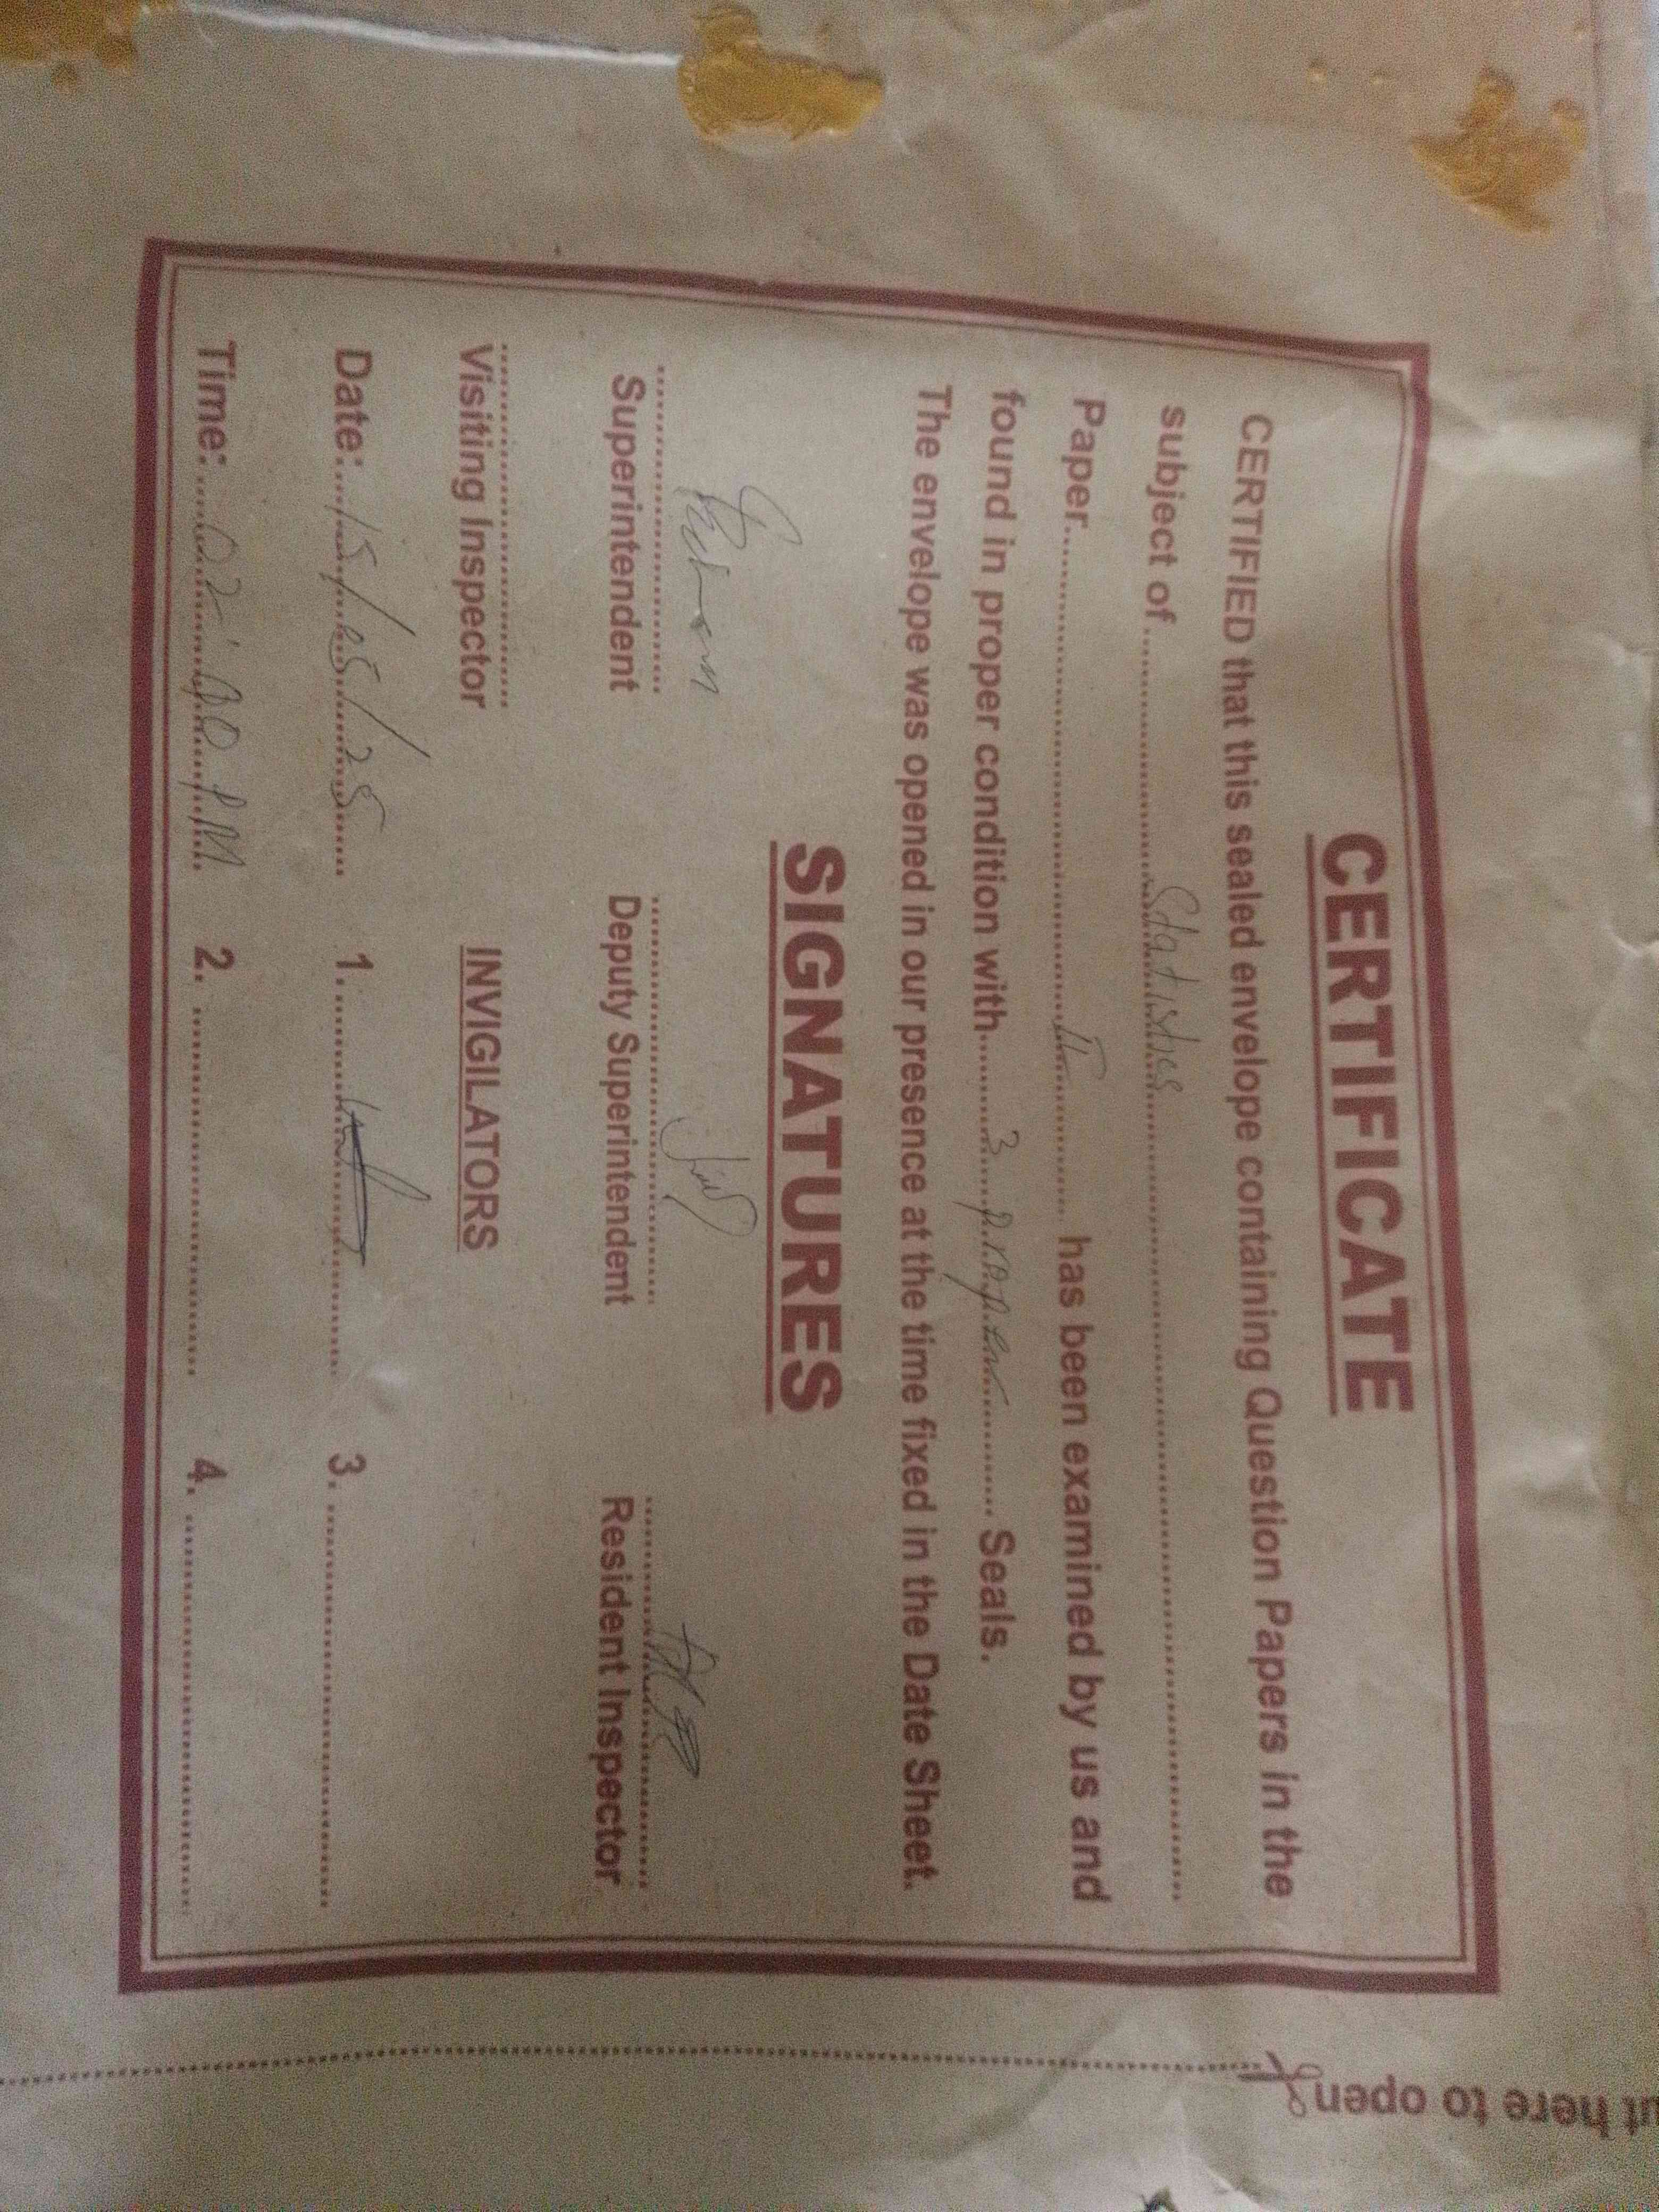 CERTIFICATE
CERTIFIED that this sealed envelope containing Question Papers in the
subject of.......Statistics.......
Paper.......II....... has been examined by us and
found in proper condition with.......3 proper....... Seals.
The envelope was opened in our presence at the time fixed in the Date Sheet.
SIGNATURES
Superintendent Deputy Superintendent Resident Inspector
Visiting Inspector INVIGILATORS
Date:...15/05/25... 1. .............. 3. ..............
Time:...02:00 PM... 2. .............. 4. ..............
ut here to open